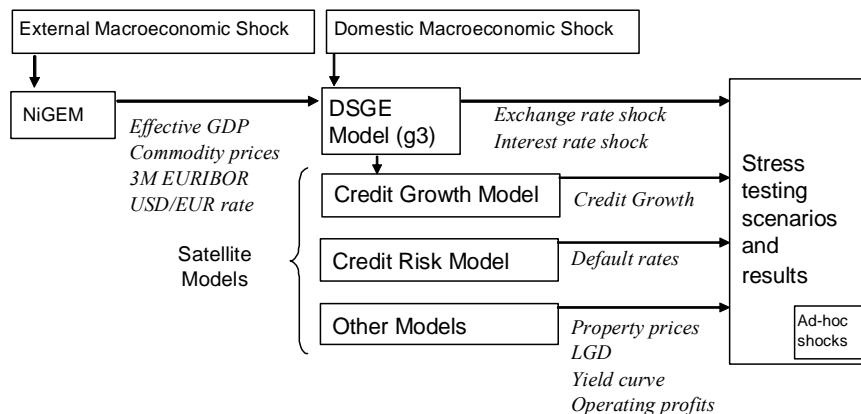 External Macroeconomic Shock
Domestic Macroeconomic Shock
NiGEM
Effective GDP
Commodity prices
3M EURIBOR
USD/EUR rate
DSGE
Model (g3)
Exchange rate shock
Interest rate shock
Satellite
Models
Credit Growth Model
Credit Growth
Credit Risk Model
Default rates
Other Models
Property prices
LGD
Yield curve
Operating profits
Stress
testing
scenarios
and
results
Ad-hoc
shocks